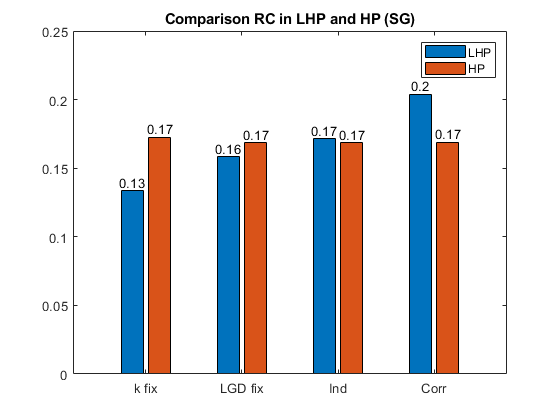 Comparison RC in LHP and HP (SG)
0.25
0.2
0.15
0.1
0.05
0
LHP
HP
0.13
0.17
0.16
0.17
0.17
0.17
0.2
0.17
k fix
LGD fix
Ind
Corr